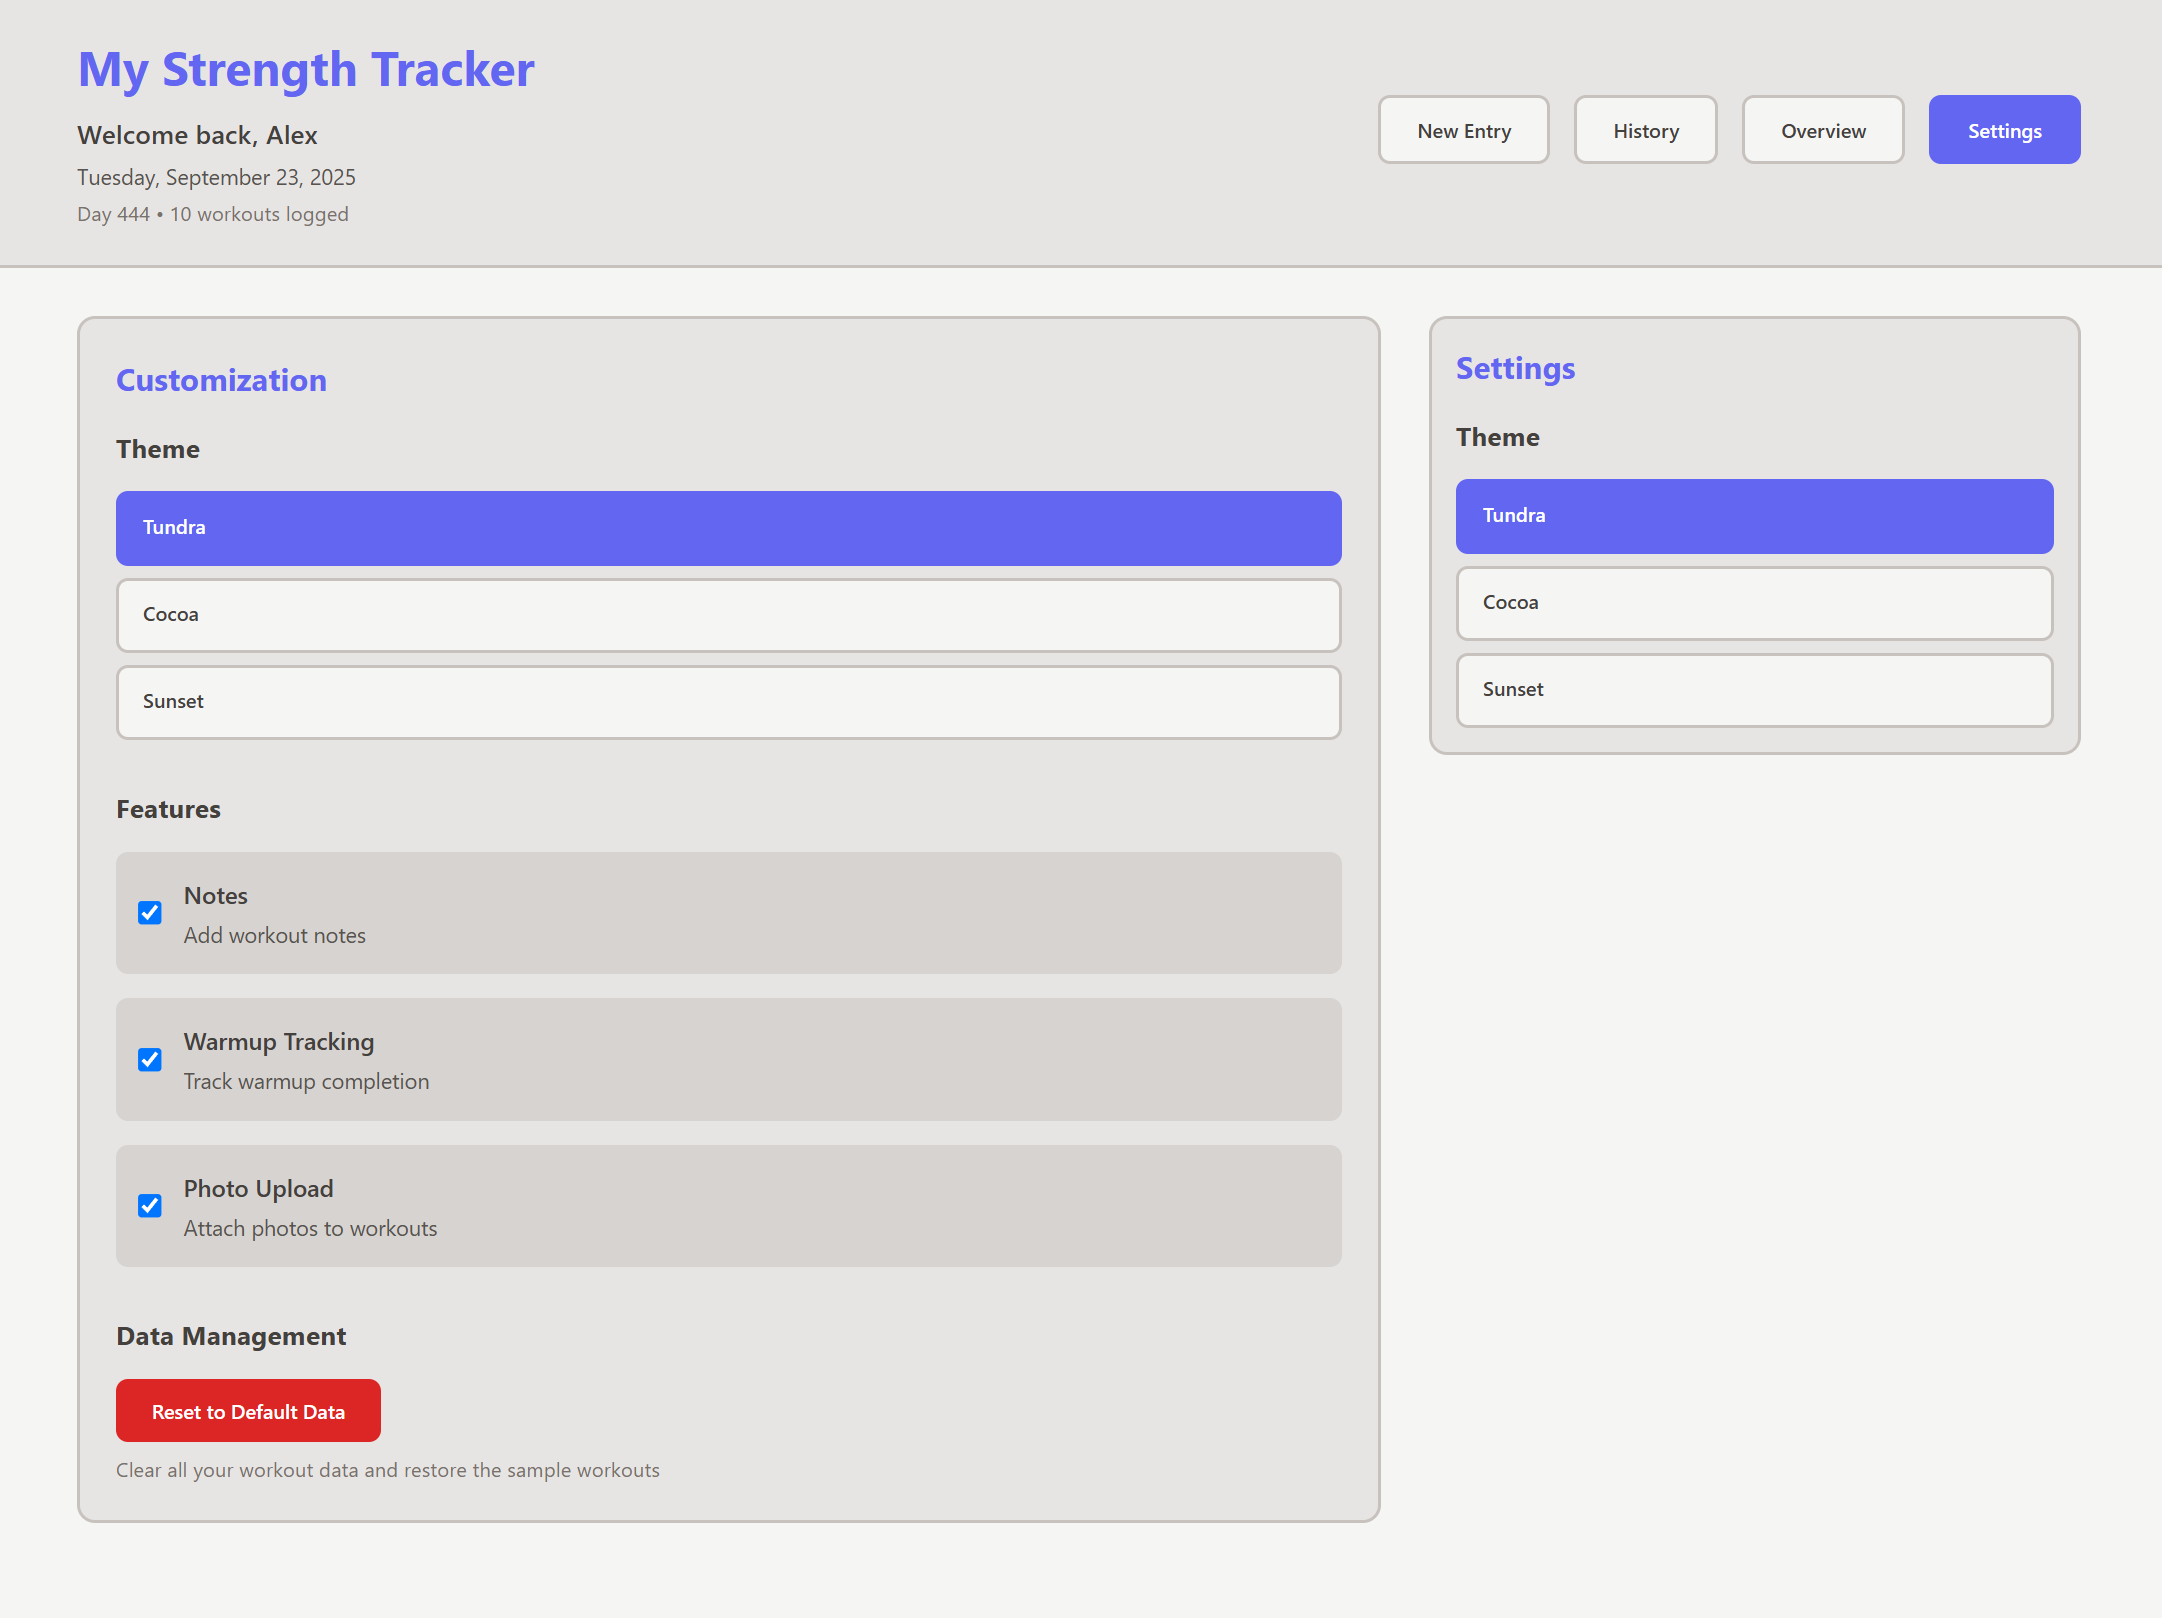 My Strength Tracker
Welcome back, Alex
Tuesday, September 23, 2025
Day 444 • 10 workouts logged
New Entry
History
Overview
Settings
Customization
Theme
Tundra
Cocoa
Sunset
Features
Notes
Add workout notes
Warmup Tracking
Track warmup completion
Photo Upload
Attach photos to workouts
Data Management
Reset to Default Data
Clear all your workout data and restore the sample workouts
Settings
Theme
Tundra
Cocoa
Sunset